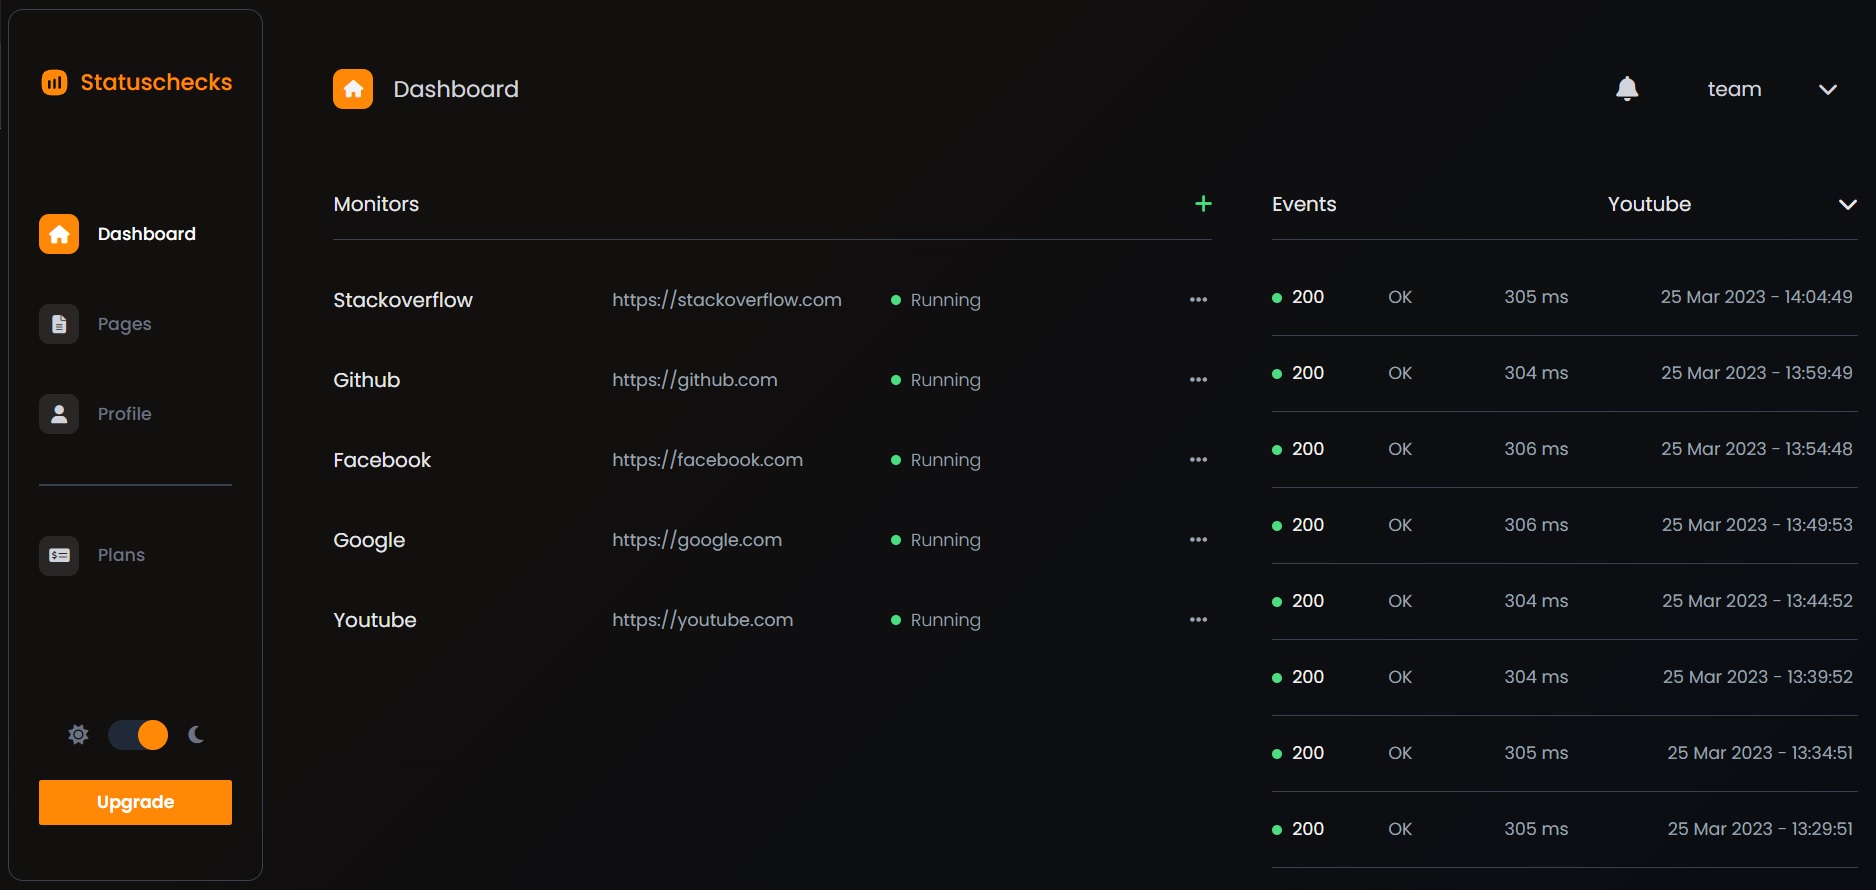 Statuschecks
Dashboard
Pages
Profile
Plans
Upgrade
Dashboard
team
Monitors
Stackoverflow https://stackoverflow.com Running
Github https://github.com Running
Facebook https://facebook.com Running
Google https://google.com Running
Youtube https://youtube.com Running
Events Youtube
200 OK 305 ms 25 Mar 2023 - 14:04:49
200 OK 304 ms 25 Mar 2023 - 13:59:49
200 OK 306 ms 25 Mar 2023 - 13:54:48
200 OK 306 ms 25 Mar 2023 - 13:49:53
200 OK 304 ms 25 Mar 2023 - 13:44:52
200 OK 304 ms 25 Mar 2023 - 13:39:52
200 OK 305 ms 25 Mar 2023 - 13:34:51
200 OK 305 ms 25 Mar 2023 - 13:29:51